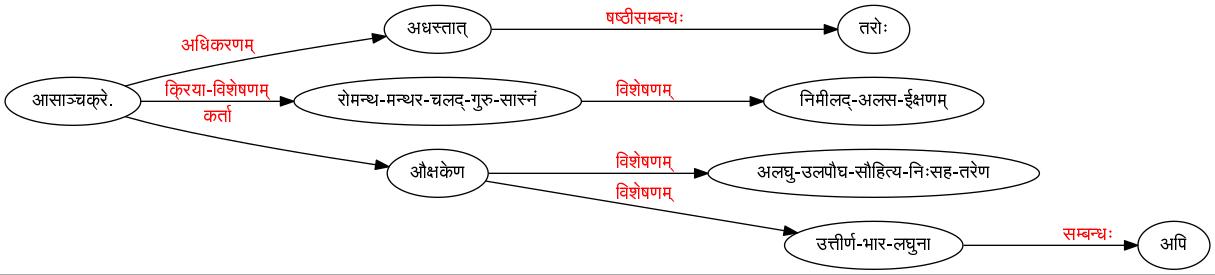 अधस्तात्
षष्ठीसम्बन्धः
तरोः
अधिकरणम्
आसाञ्चक्रे.
क्रिया-विशेषणम्
रोमन्थ-मन्थर-चलद्-गुरु-सास्नं
विशेषणम्
निमीलद्-अलस-ईक्षणम्
कर्ता
औक्षकेण
विशेषणम्
अलघु-उलपौघ-सौहित्य-निःसह-तरेण
विशेषणम्
उत्तीर्ण-भार-लघुना
सम्बन्धः
अपि